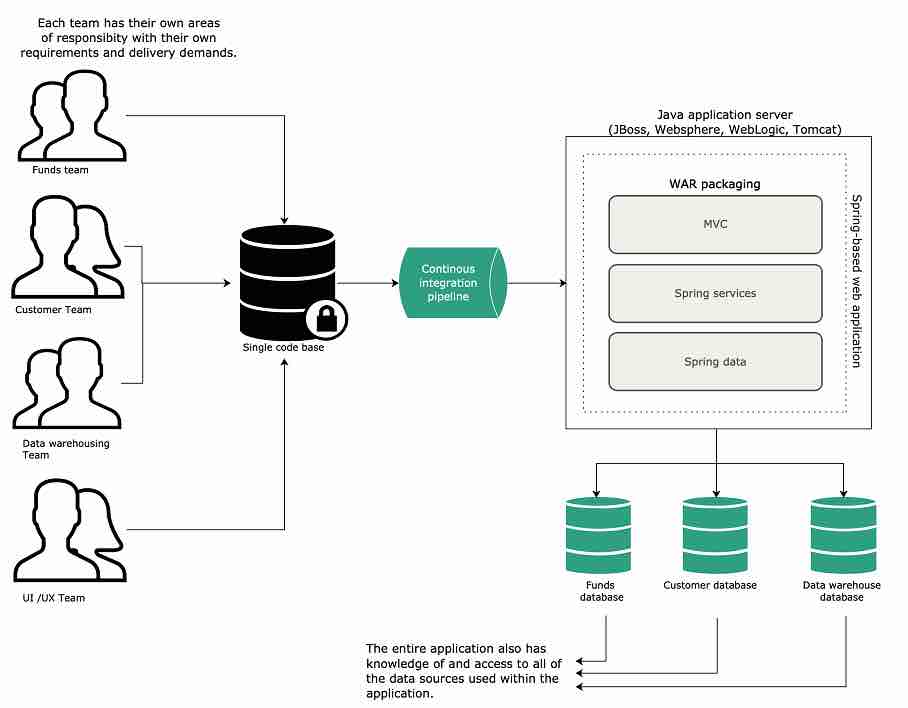 Each team has their own areas
of responsibity with their own
requirements and delivery demands.
Funds team
Customer Team
Data warehousing
Team
UI /UX Team
Single code base
Continous
integration
pipeline
Java application server
(JBoss, Websphere, WebLogic, Tomcat)
WAR packaging
MVC
Spring services
Spring data
Spring-based web application
Funds
database
Customer database
Data warehouse
database
The entire application also has
knowledge of and access to all of
the data sources used within the
application.